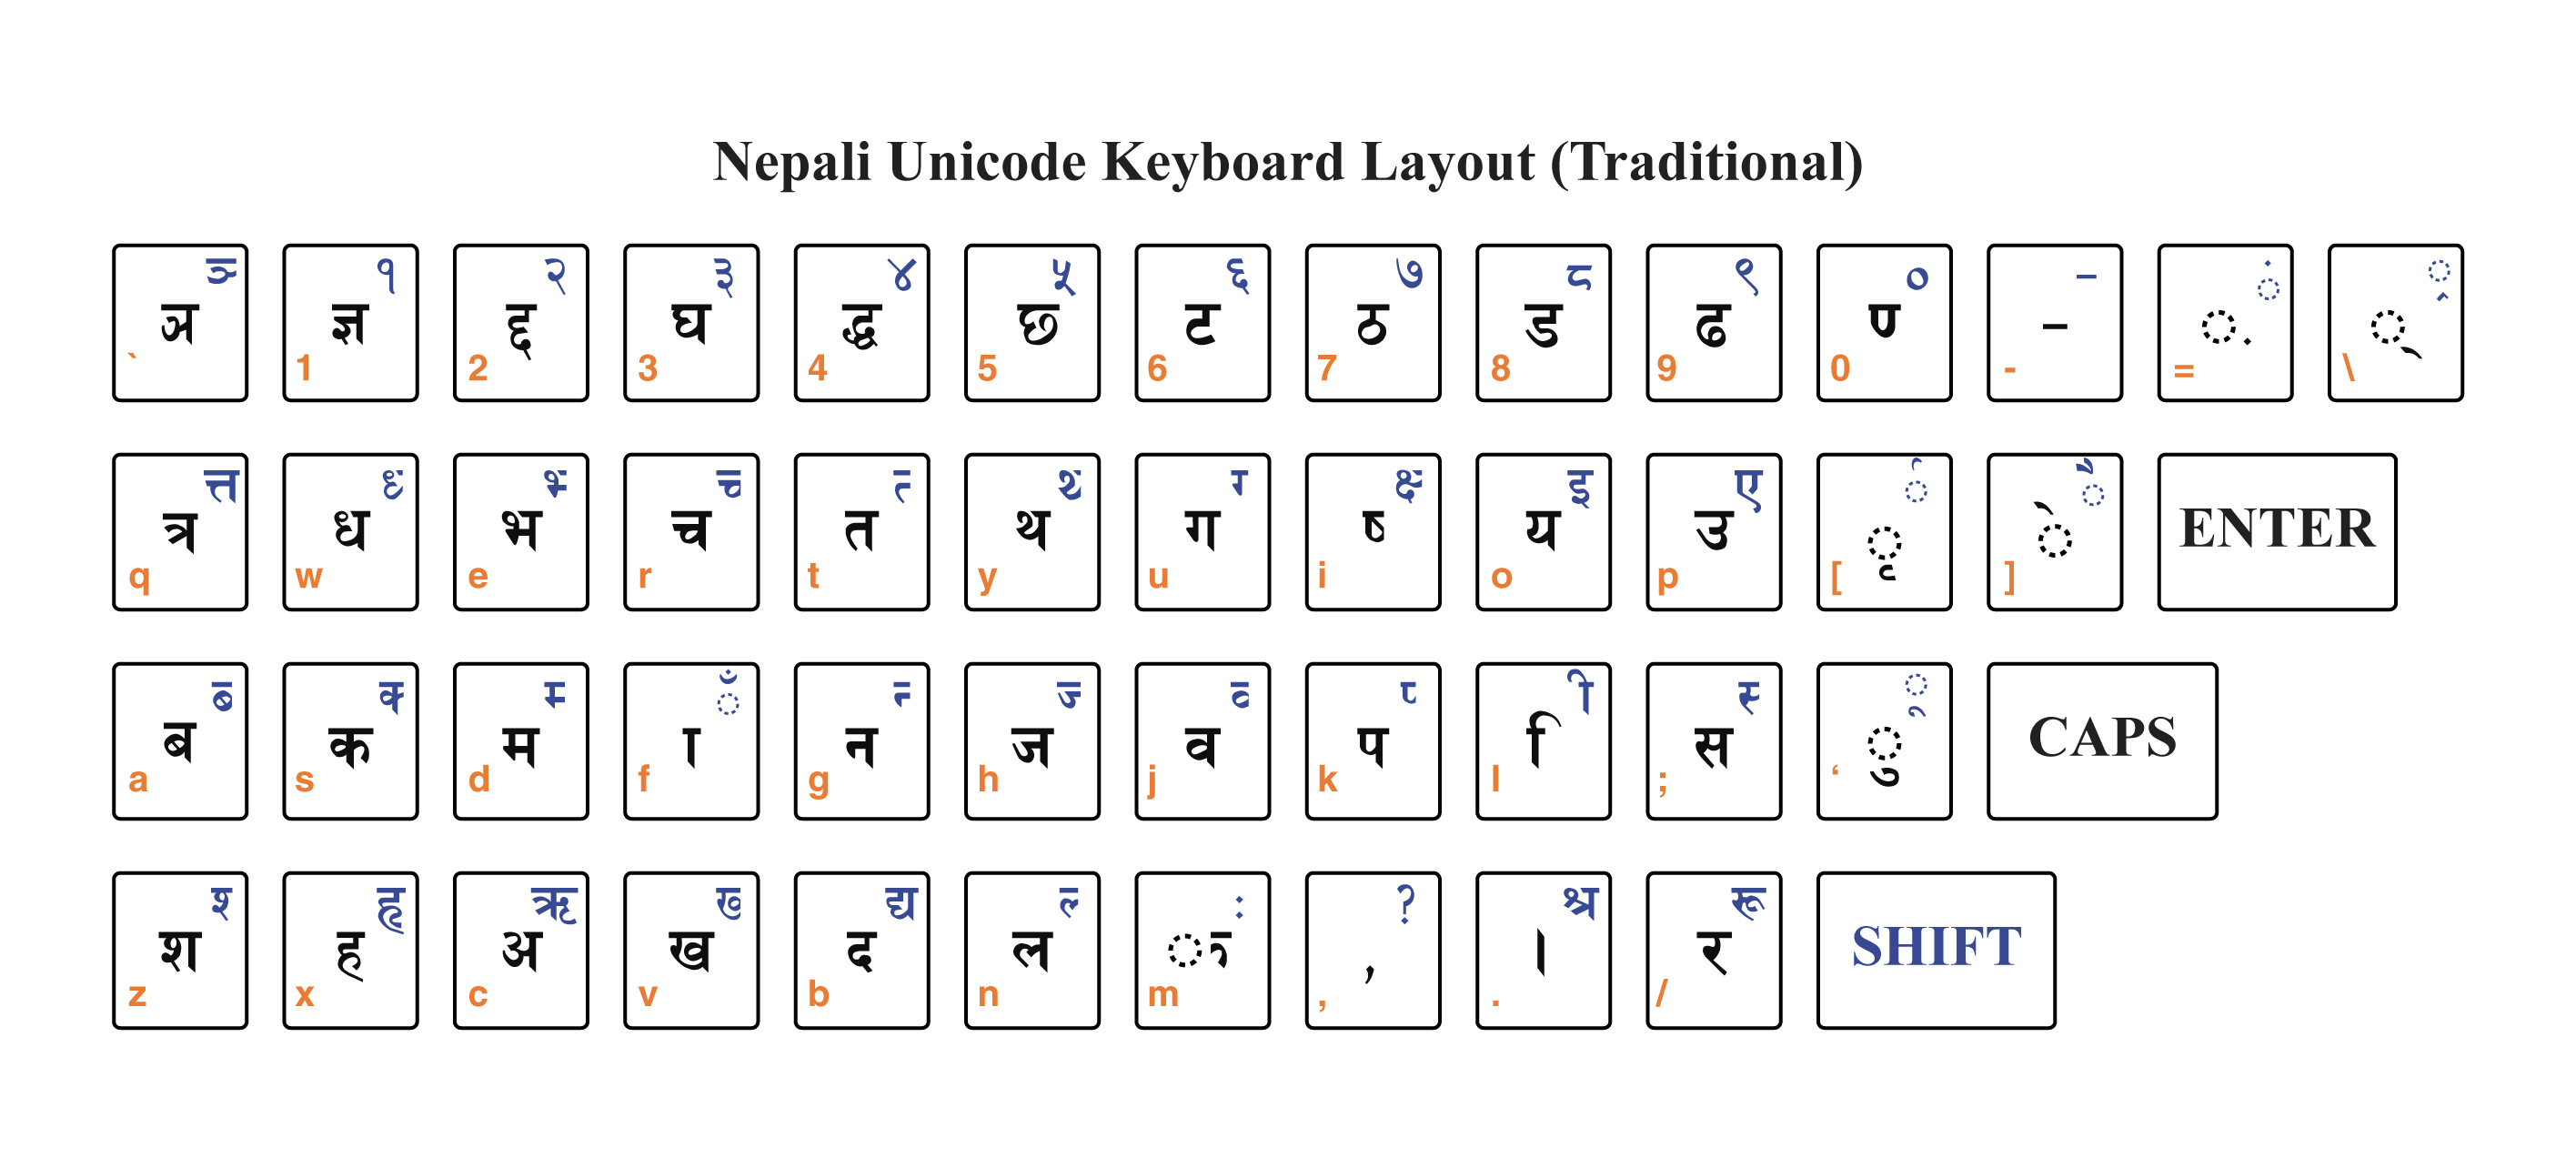 Nepali Unicode Keyboard Layout (Traditional)
ञ ञ् ` ज्ञ १ 1 द्द २ 2 घ ३ 3 द्ध ४ 4 छ ५ 5 ट ६ 6 ठ ७ 7 ड ८ 8 ढ ९ 9 ण ० 0 – – - ़ ं = ् \
त्र त्त q ध ध् w भ भ् e च च् r त त् t थ थ् y ग ग् u ष क्ष् i य इ o उ ए p ृ र् [ े ै ] ENTER
ब ब् a क क् s म म् d ा ँ f न न् g ज ज् h व व् j प प् k ि ी l स स् ; ु ू ‘ CAPS
श श् z ह हृ x अ ऋ c ख ख् v द द्य b ल ल् n ः m , ? , । श्र . र रू / SHIFT